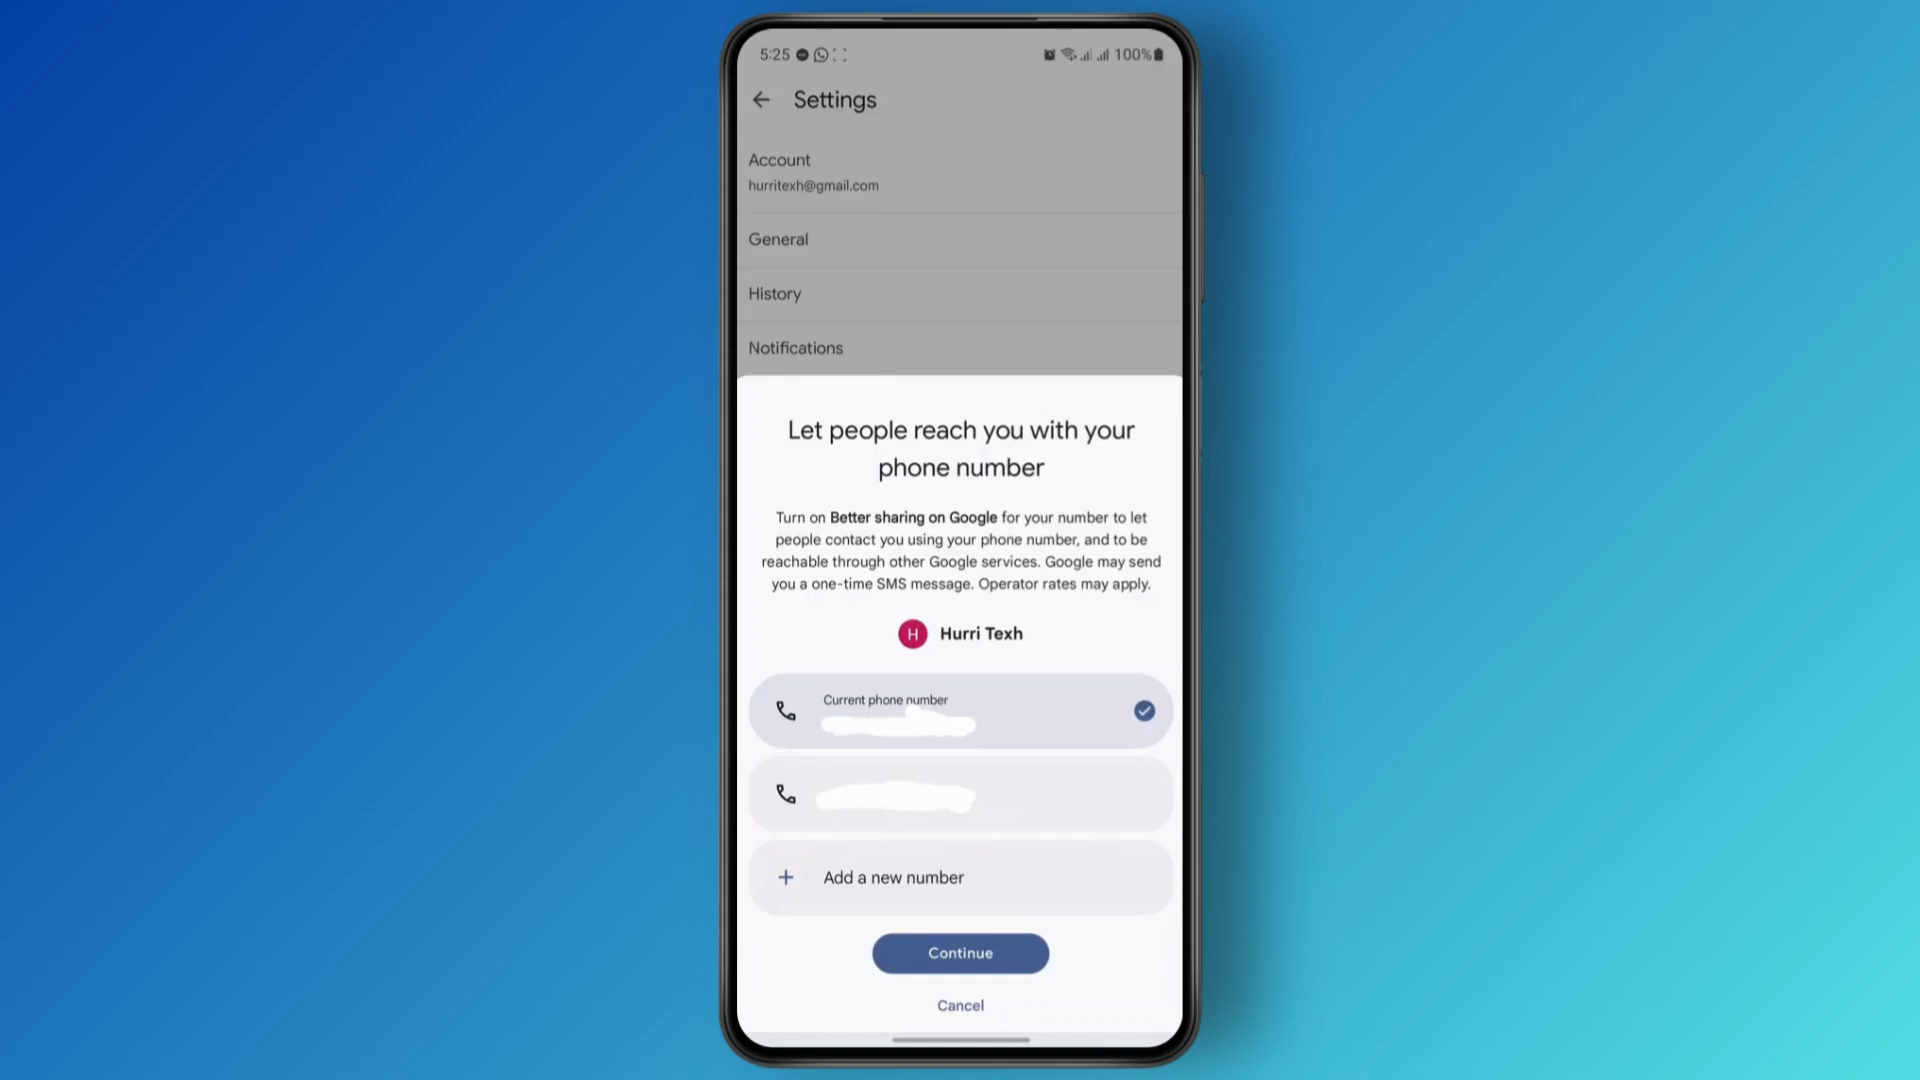 5:25
100%
Settings
Account
hurritexh@gmail.com
General
History
Notifications
Let people reach you with your
phone number
Turn on Better sharing on Google for your number to let
people contact you using your phone number, and to be
reachable through other Google services. Google may send
you a one-time SMS message. Operator rates may apply.
H Hurri Texh
Current phone number
Add a new number
Continue
Cancel